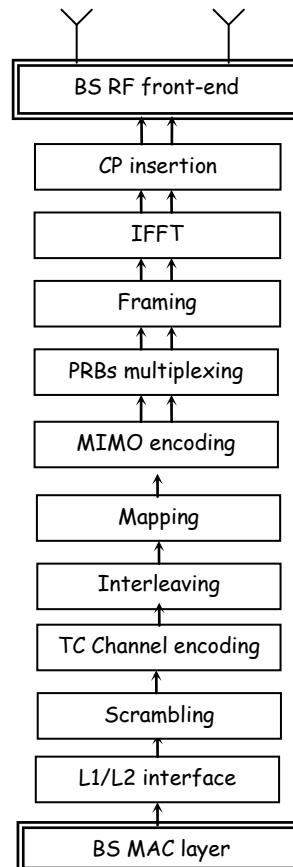 BS RF front-end
CP insertion
IFFT
Framing
PRBs multiplexing
MIMO encoding
Mapping
Interleaving
TC Channel encoding
Scrambling
L1/L2 interface
BS MAC layer